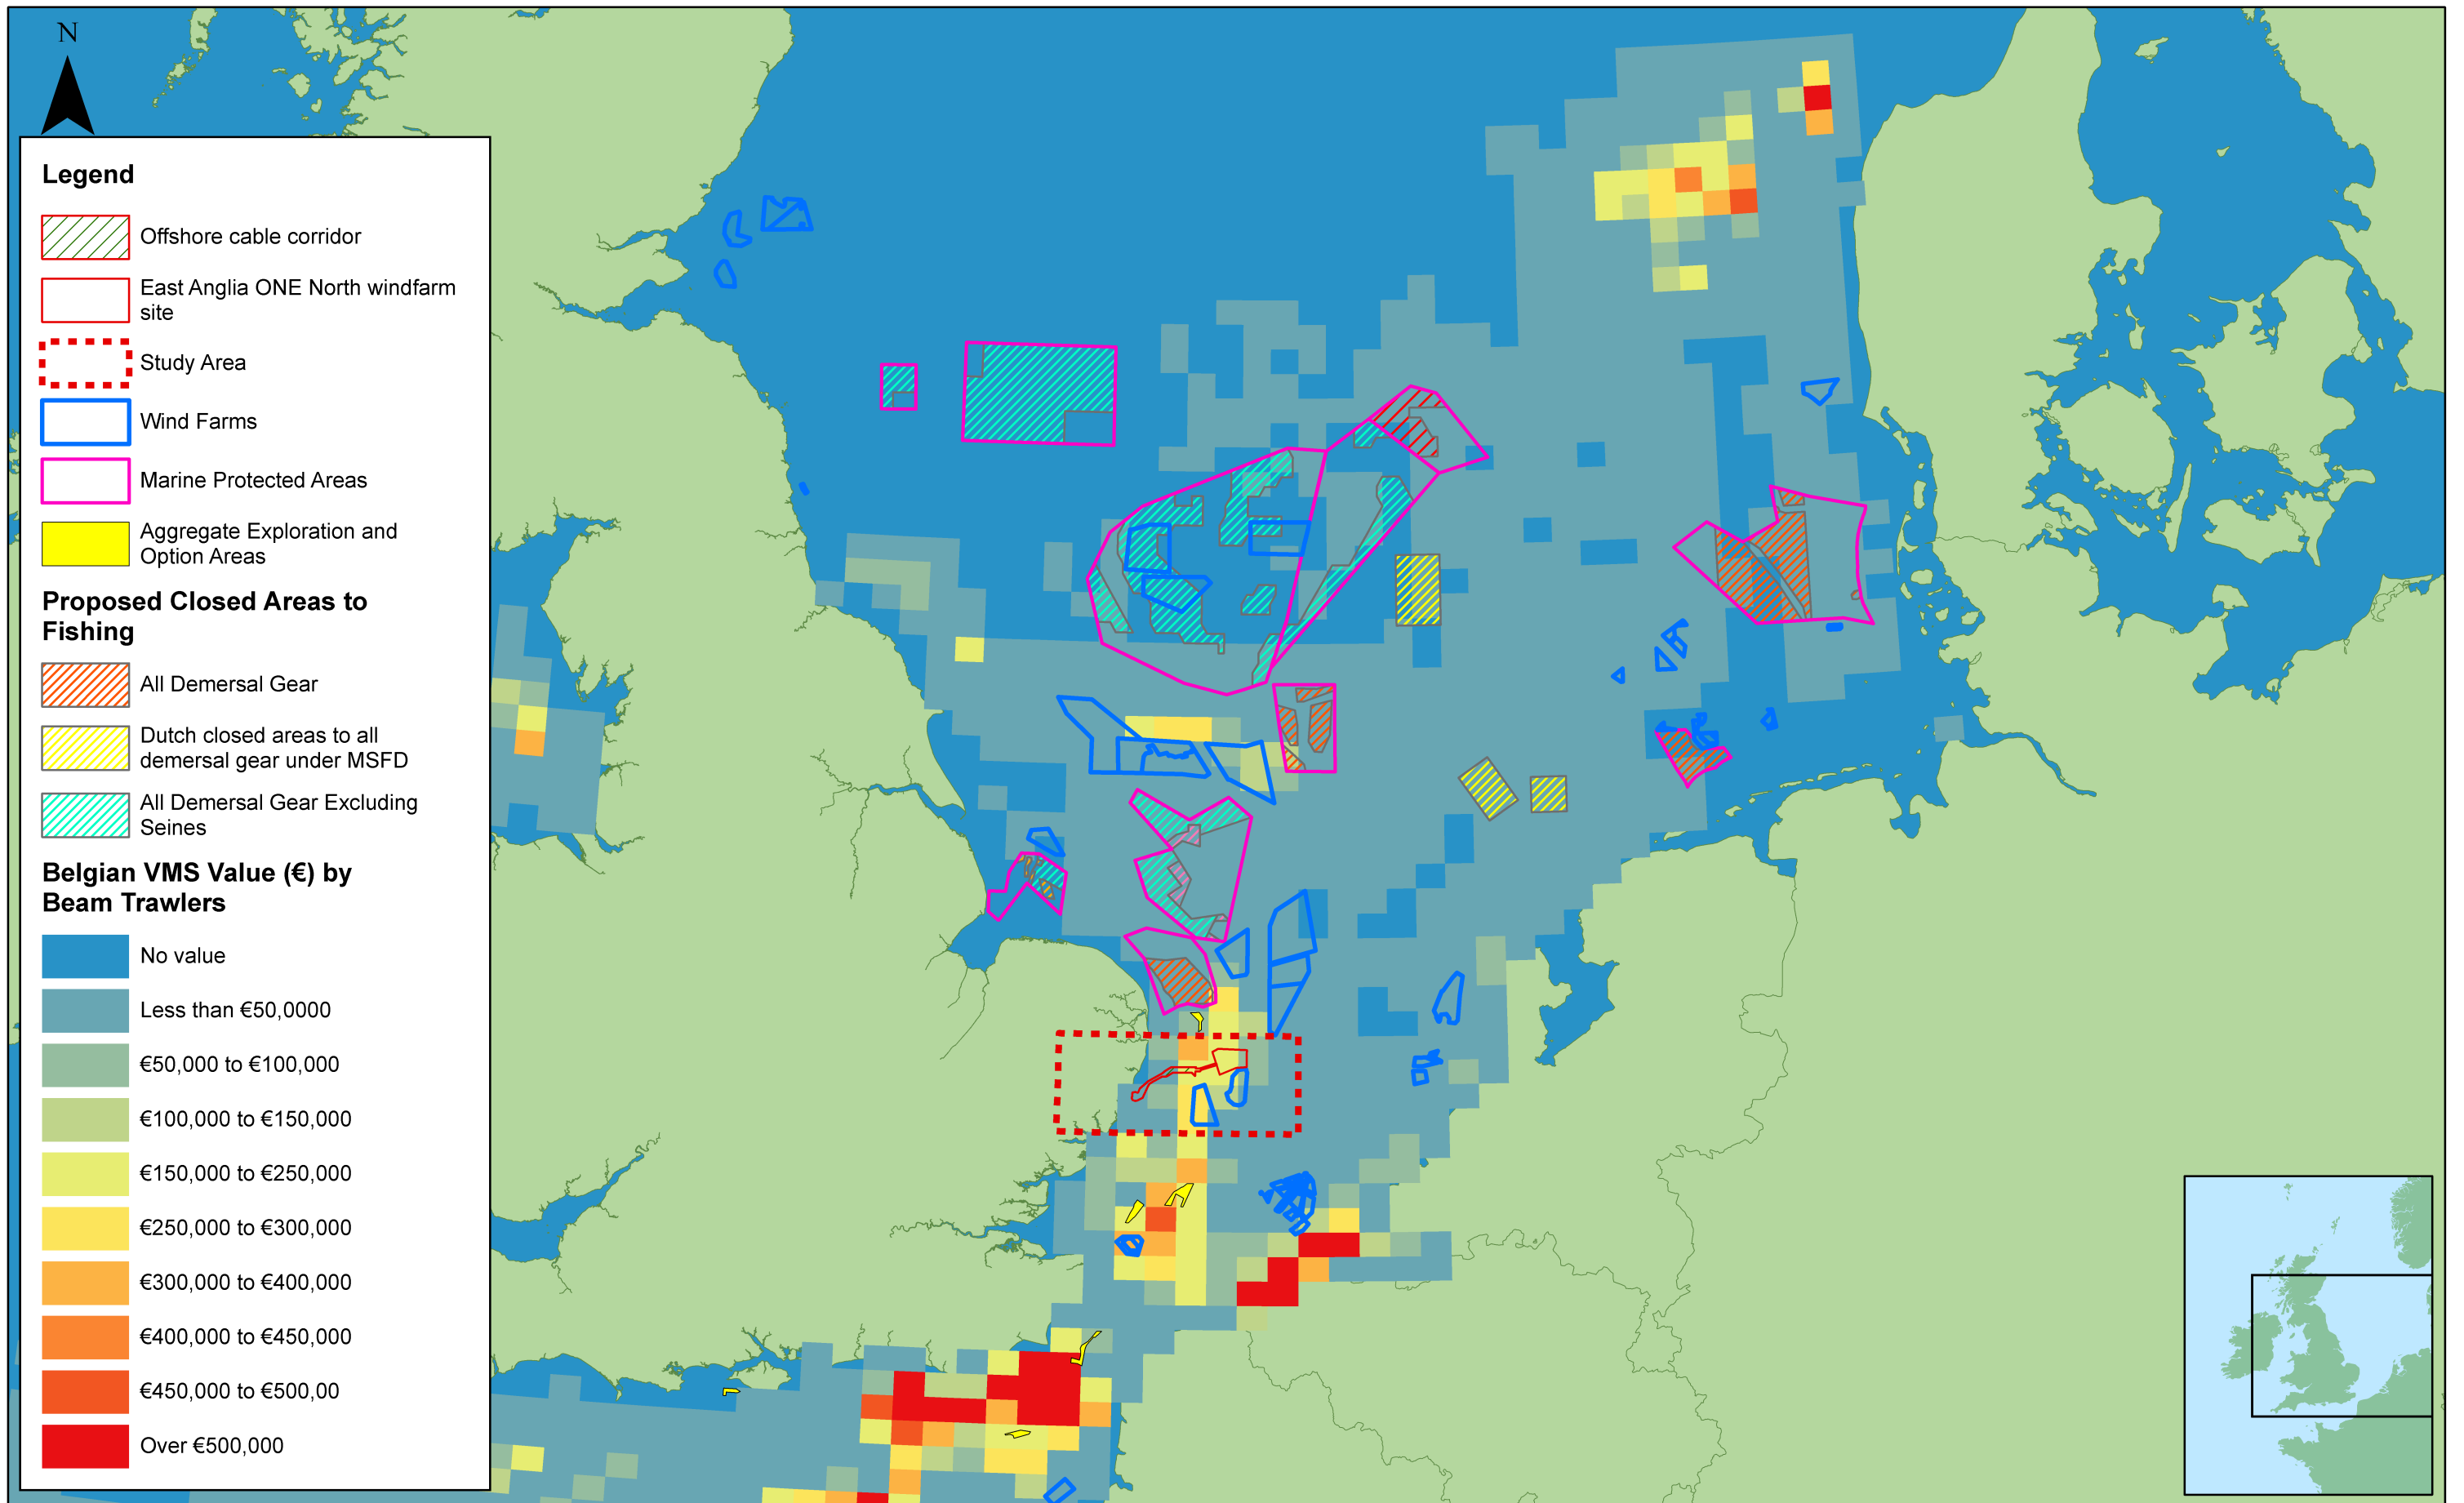 N
Legend
Offshore cable corridor
East Anglia ONE North windfarm
site
Study Area
Wind Farms
Marine Protected Areas
Aggregate Exploration and
Option Areas
Proposed Closed Areas to
Fishing
All Demersal Gear
Dutch closed areas to all
demersal gear under MSFD
All Demersal Gear Excluding
Seines
Belgian VMS Value (€) by
Beam Trawlers
No value
Less than €50,0000
€50,000 to €100,000
€100,000 to €150,000
€150,000 to €250,000
€250,000 to €300,000
€300,000 to €400,000
€400,000 to €450,000
€450,000 to €500,00
Over €500,000